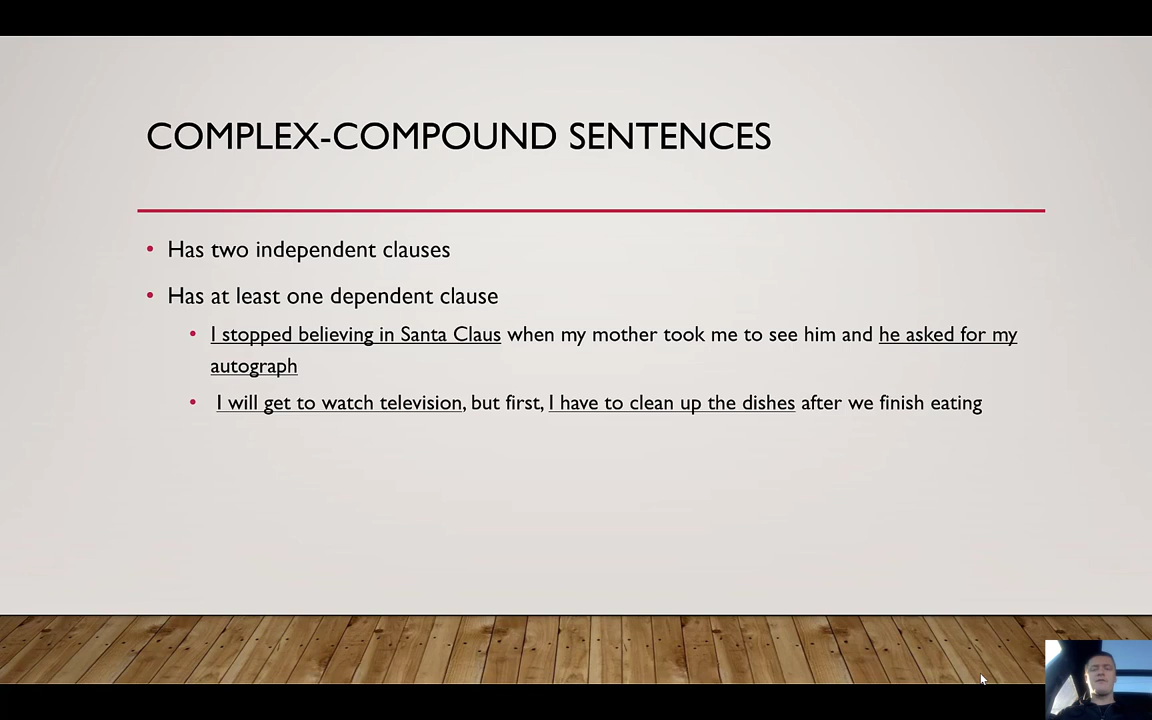 COMPLEX-COMPOUND SENTENCES
• Has two independent clauses
• Has at least one dependent clause
• I stopped believing in Santa Claus when my mother took me to see him and he asked for my
autograph
• I will get to watch television, but first, I have to clean up the dishes after we finish eating